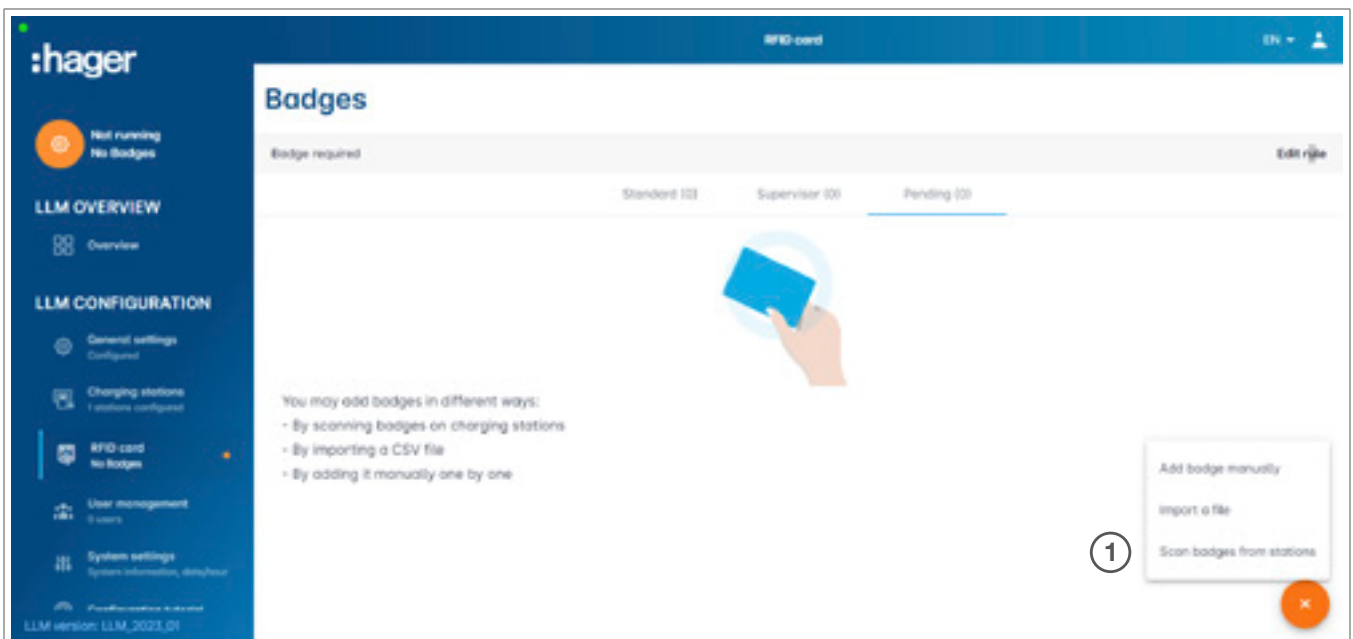 :hager
RFID card
EN
Not running
No Badges
LLM OVERVIEW
Overview
LLM CONFIGURATION
General settings
Configured
Charging stations
1 stations configured
RFID card
No Badges
User management
0 users
System settings
System information, date/hour
Configuration tutorial
LLM version: LLM_2023_01
Badges
Badge required
Edit rule
Standard (0) Supervisor (0) Pending (0)
You may add badges in different ways:
- By scanning badges on charging stations
- By importing a CSV file
- By adding it manually one by one
Add badge manually
Import a file
1
Scan badges from stations